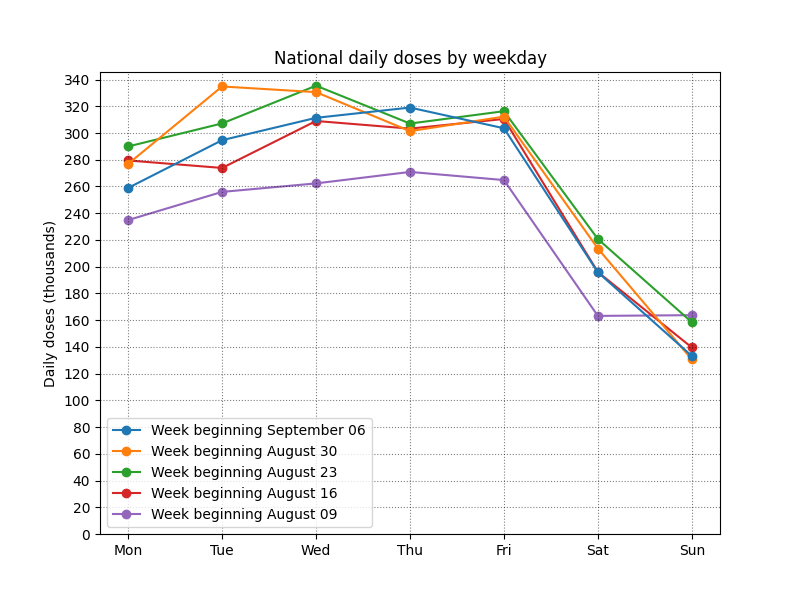 National daily doses by weekday
Daily doses (thousands)
340
320
300
280
260
240
220
200
180
160
140
120
100
80
60
40
20
0
Week beginning September 06
Week beginning August 30
Week beginning August 23
Week beginning August 16
Week beginning August 09
Mon Tue Wed Thu Fri Sat Sun